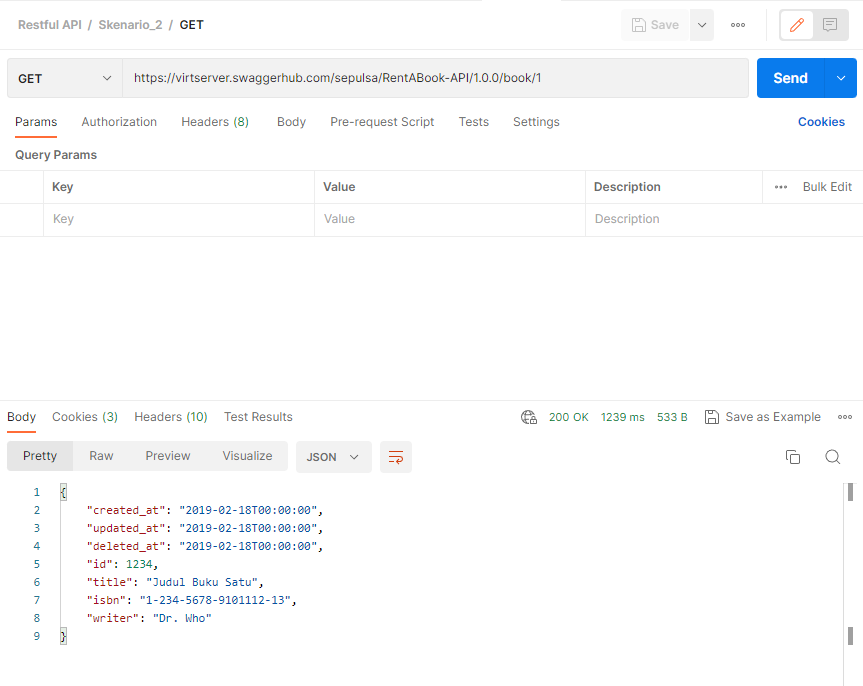 Restful API / Skenario_2 / GET
Save
GET
https://virtserver.swaggerhub.com/sepulsa/RentABook-API/1.0.0/book/1
Send
Params Authorization Headers (8) Body Pre-request Script Tests Settings Cookies
Query Params
Key Value Description Bulk Edit
Key Value Description
Body Cookies (3) Headers (10) Test Results 200 OK 1239 ms 533 B Save as Example
Pretty Raw Preview Visualize JSON
1 {
2 "created_at": "2019-02-18T00:00:00",
3 "updated_at": "2019-02-18T00:00:00",
4 "deleted_at": "2019-02-18T00:00:00",
5 "id": 1234,
6 "title": "Judul Buku Satu",
7 "isbn": "1-234-5678-9101112-13",
8 "writer": "Dr. Who"
9 }